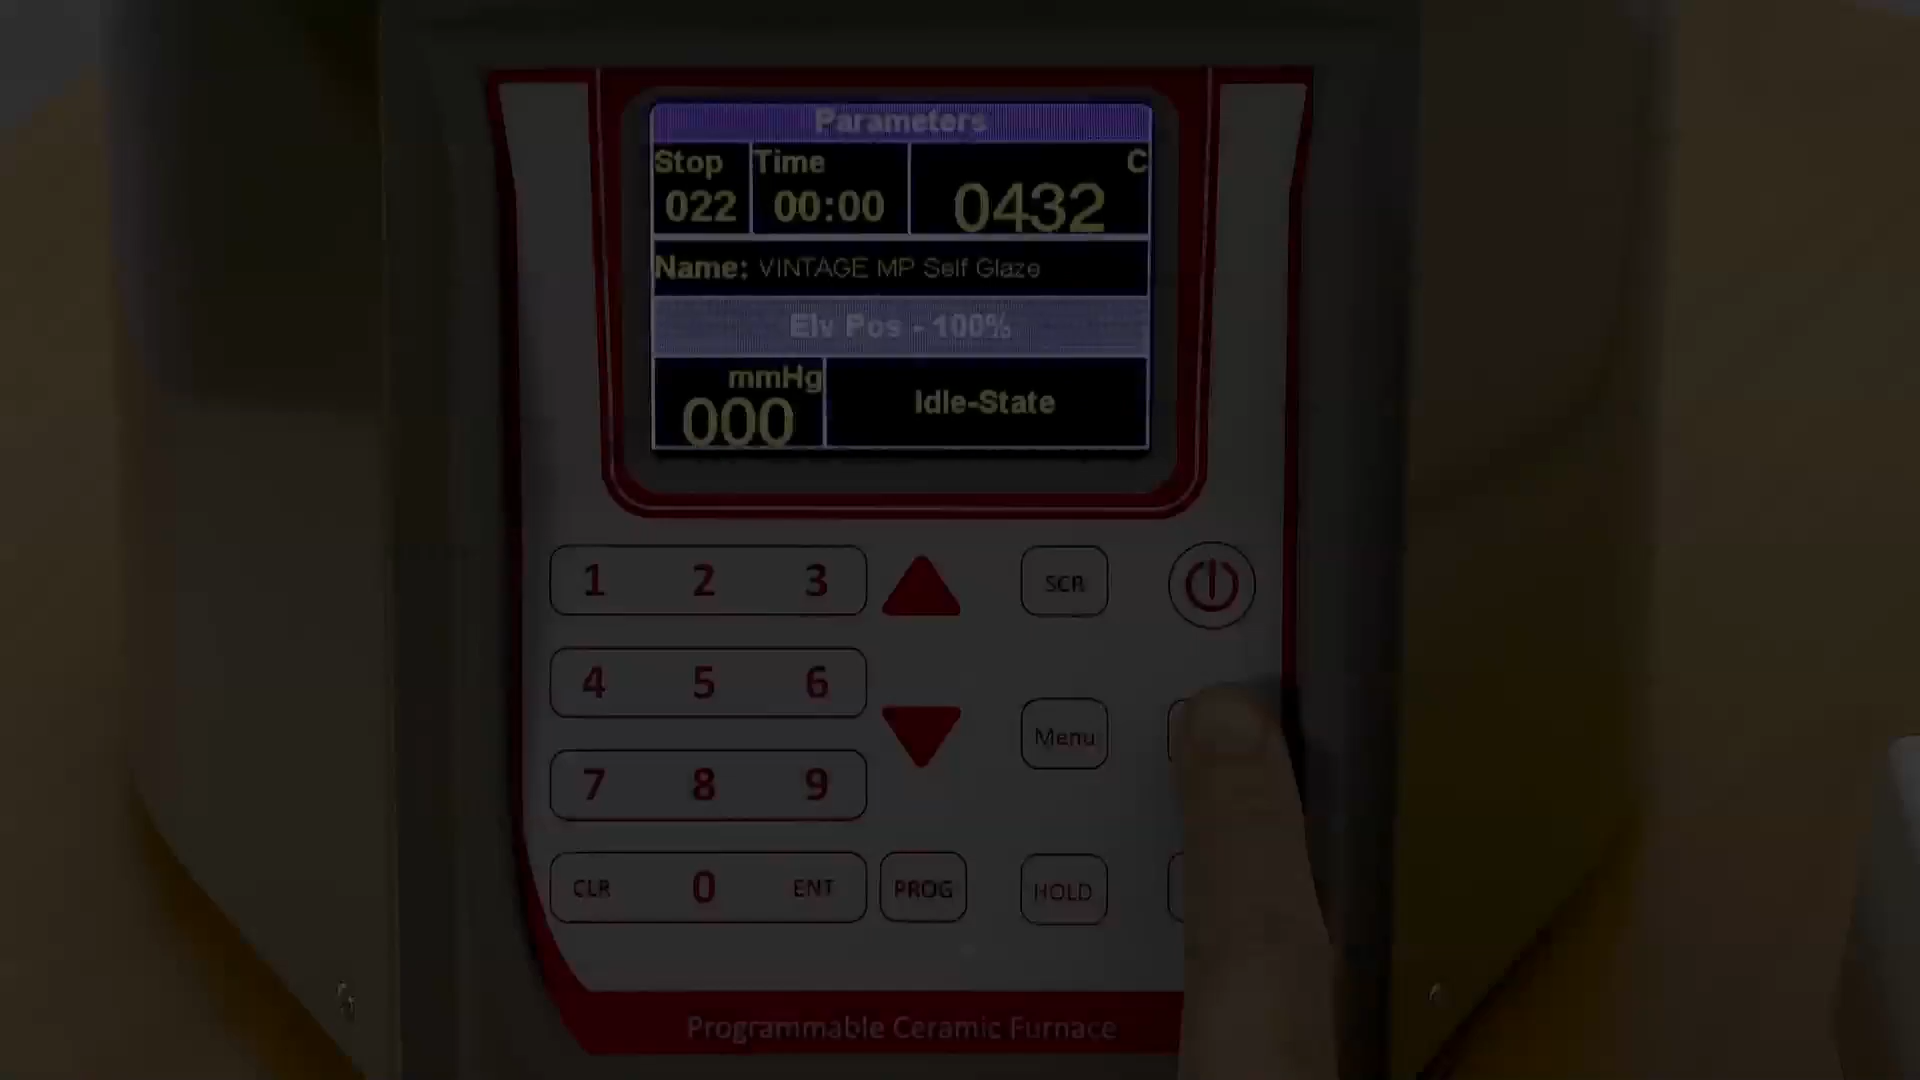 Parameters
Stop Time C
022 00:00 0432
Name: VINTAGE MP Self Glaze
Elv Pos - 100%
mmHg
000 Idle-State
1 2 3 SCR
4 5 6
Menu
7 8 9
CLR 0 ENT PROG HOLD
Programmable Ceramic Furnace